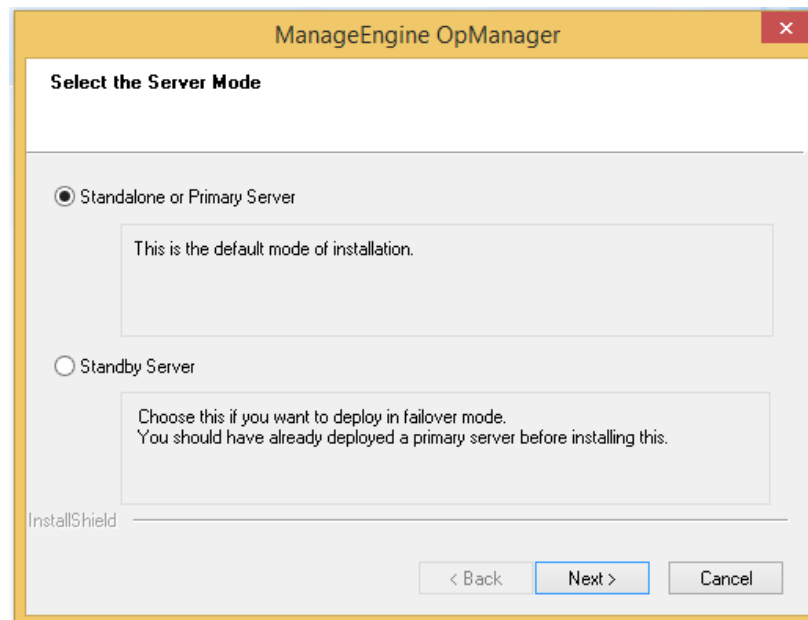 ManageEngine OpManager
Select the Server Mode
Standalone or Primary Server
This is the default mode of installation.
Standby Server
Choose this if you want to deploy in failover mode.
You should have already deployed a primary server before installing this.
InstallShield
< Back
Next >
Cancel